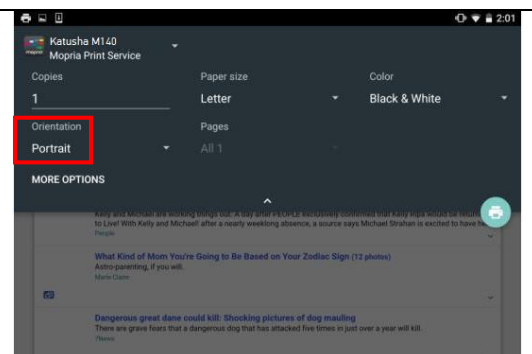 2:01
Katusha M140
mopria
Mopria Print Service
Copies
Paper size
Color
1
Letter
Black & White
Orientation
Pages
Portrait
All 1
MORE OPTIONS
Kelly and Michael are working things out. A day after PEOPLE exclusively confirmed that Kelly Ripa would be return
to Live! With Kelly and Michael! after a nearly weeklong absence, a source says Michael Strahan is excited to have he
People
What Kind of Mom You're Going to Be Based on Your Zodiac Sign (12 photos)
Astro-parenting, if you will.
Marie Claire
Dangerous great dane could kill: Shocking pictures of dog mauling
There are grave fears that a dangerous dog that has attacked five times in just over a year will kill.
7News